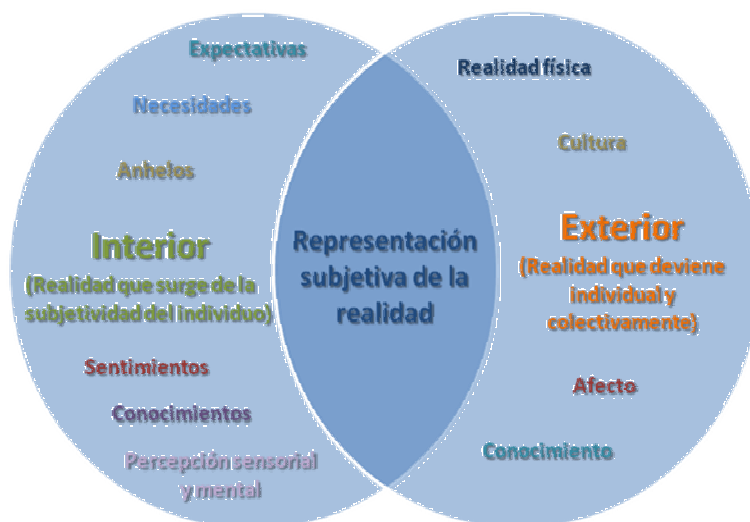 Expectativas
Necesidades
Anhelos
Interior
(Realidad que surge de la
subjetividad del individuo)
Sentimientos
Conocimientos
Percepción sensorial
y mental
Representación
subjetiva de la
realidad
Realidad física
Cultura
Exterior
(Realidad que deviene
individual y
colectivamente)
Afecto
Conocimiento